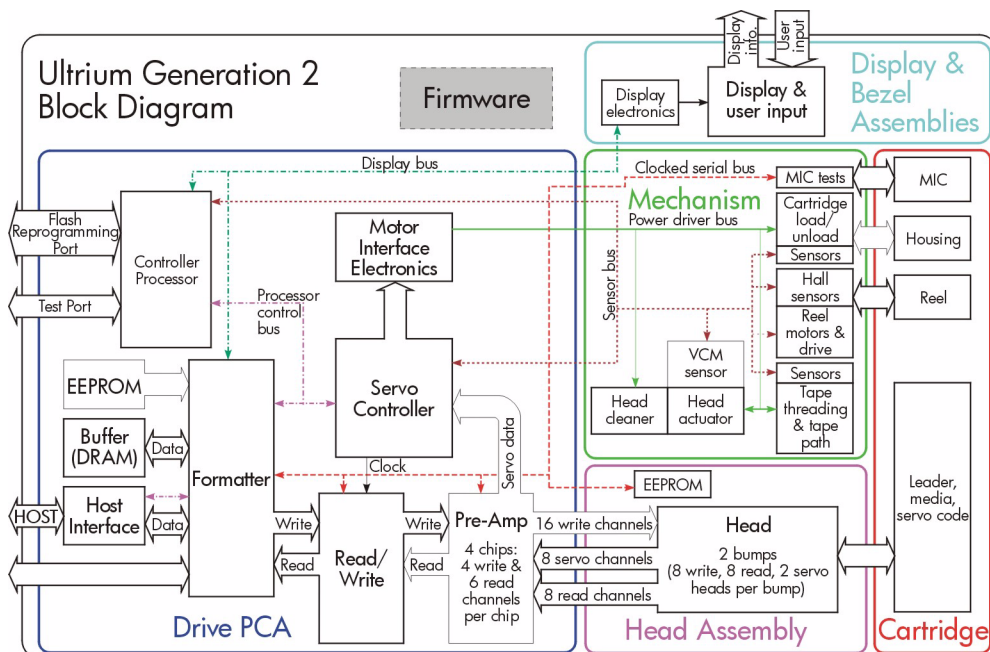 Ultrium Generation 2
Block Diagram
Firmware
Display
info.
User
input
Display
electronics
Display &
user input
Display &
Bezel
Assemblies
Display bus
Clocked serial bus
MIC tests
MIC
Mechanism
Power driver bus
Cartridge
load/
unload
Sensors
Housing
Flash
Reprogramming
Port
Controller
Processor
Motor
Interface
Electronics
Sensor bus
Hall
sensors
Reel
Reel
motors &
drive
Test Port
Processor
control
bus
VCM
sensor
Sensors
EEPROM
Servo
Controller
Head
cleaner
Head
actuator
Tape
threading
& tape
path
Buffer
(DRAM)
Data
Formatter
Clock
Servo data
EEPROM
Leader,
media,
servo code
HOST
Host
Interface
Data
Write
Read
Read/
Write
Write
Read
Pre-Amp
4 chips:
4 write &
6 read
channels
per chip
16 write channels
8 servo channels
8 read channels
Head
2 bumps
(8 write, 8 read, 2 servo
heads per bump)
Drive PCA
Head Assembly
Cartridge